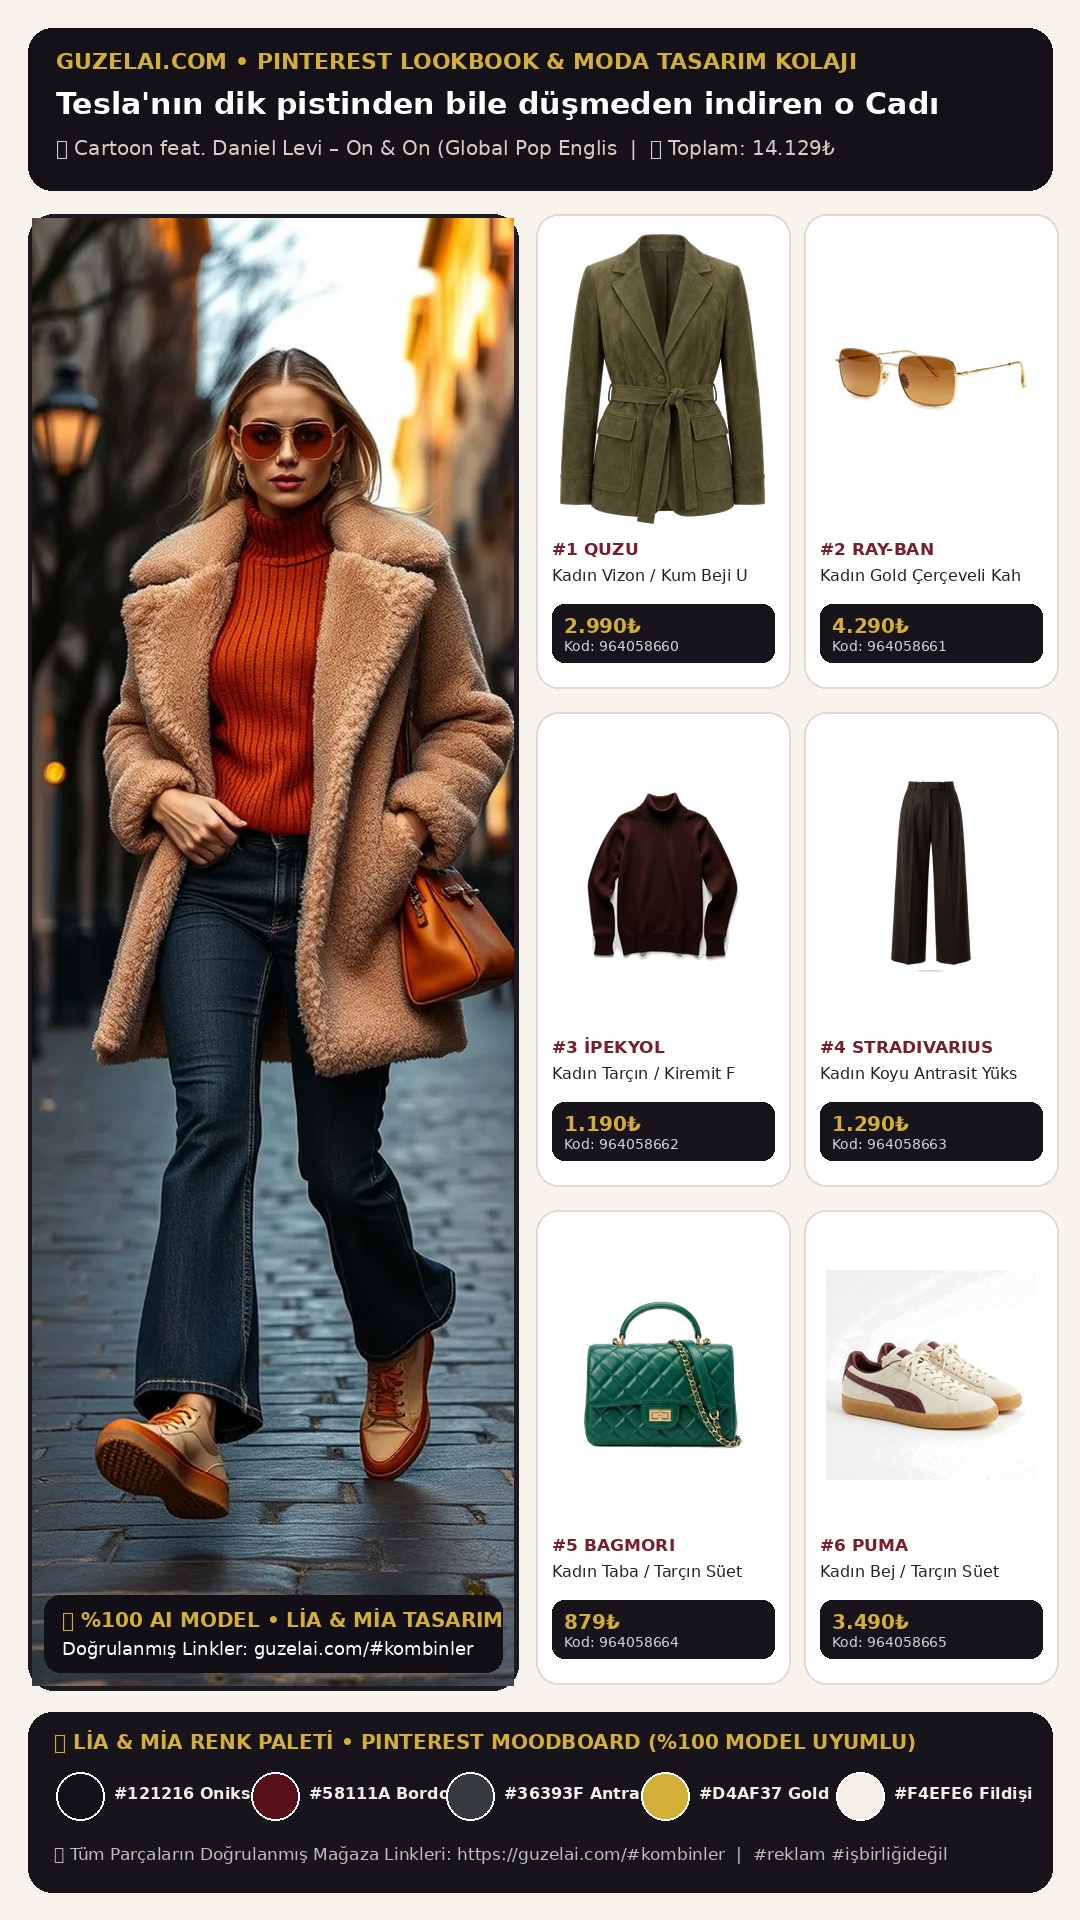 GUZELAI.COM • PINTEREST LOOKBOOK & MODA TASARIM KOLAJI
Tesla'nın dik pistinden bile düşmeden indiren o Cadı
Cartoon feat. Daniel Levi – On & On (Global Pop Englis | Toplam: 14.129₺
#1 QUZU
Kadın Vizon / Kum Beji U
2.990₺
Kod: 964058660
#2 RAY-BAN
Kadın Gold Çerçeveli Kah
4.290₺
Kod: 964058661
#3 İPEKYOL
Kadın Tarçın / Kiremit F
1.190₺
Kod: 964058662
#4 STRADIVARIUS
Kadın Koyu Antrasit Yüks
1.290₺
Kod: 964058663
#5 BAGMORI
Kadın Taba / Tarçın Süet
879₺
Kod: 964058664
#6 PUMA
Kadın Bej / Tarçın Süet
3.490₺
Kod: 964058665
%100 AI MODEL • LİA & MİA TASARIM
Doğrulanmış Linkler: guzelai.com/#kombinler
LİA & MİA RENK PALETİ • PINTEREST MOODBOARD (%100 MODEL UYUMLU)
#121216 Oniks #58111A Bordo #36393F Antra #D4AF37 Gold #F4EFE6 Fildişi
Tüm Parçaların Doğrulanmış Mağaza Linkleri: https://guzelai.com/#kombinler | #reklam #işbirliğideğil